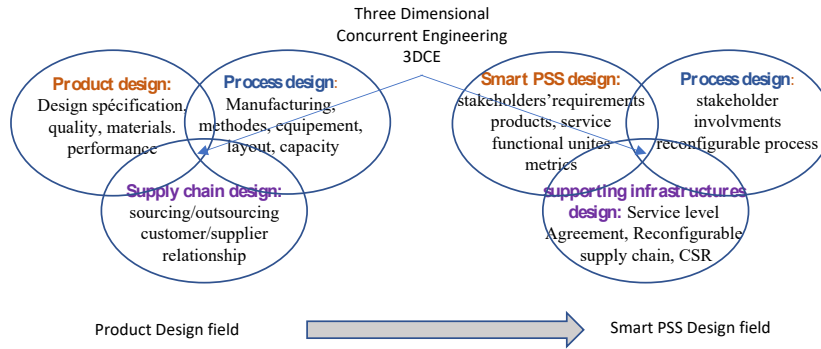 Three Dimensional
Concurrent Engineering
3DCE
Product design:
Design spécification,
quality, materials.
performance
Process design:
Manufacturing,
methodes, equipement,
layout, capacity
Supply chain design:
sourcing/outsourcing
customer/supplier
relationship
Smart PSS design:
stakeholders'requirements
products, service
functional unites
metrics
Process design:
stakeholder
involvments
reconfigurable process
supporting infrastructures
design: Service level
Agreement, Reconfigurable
supply chain, CSR
Product Design field
Smart PSS Design field